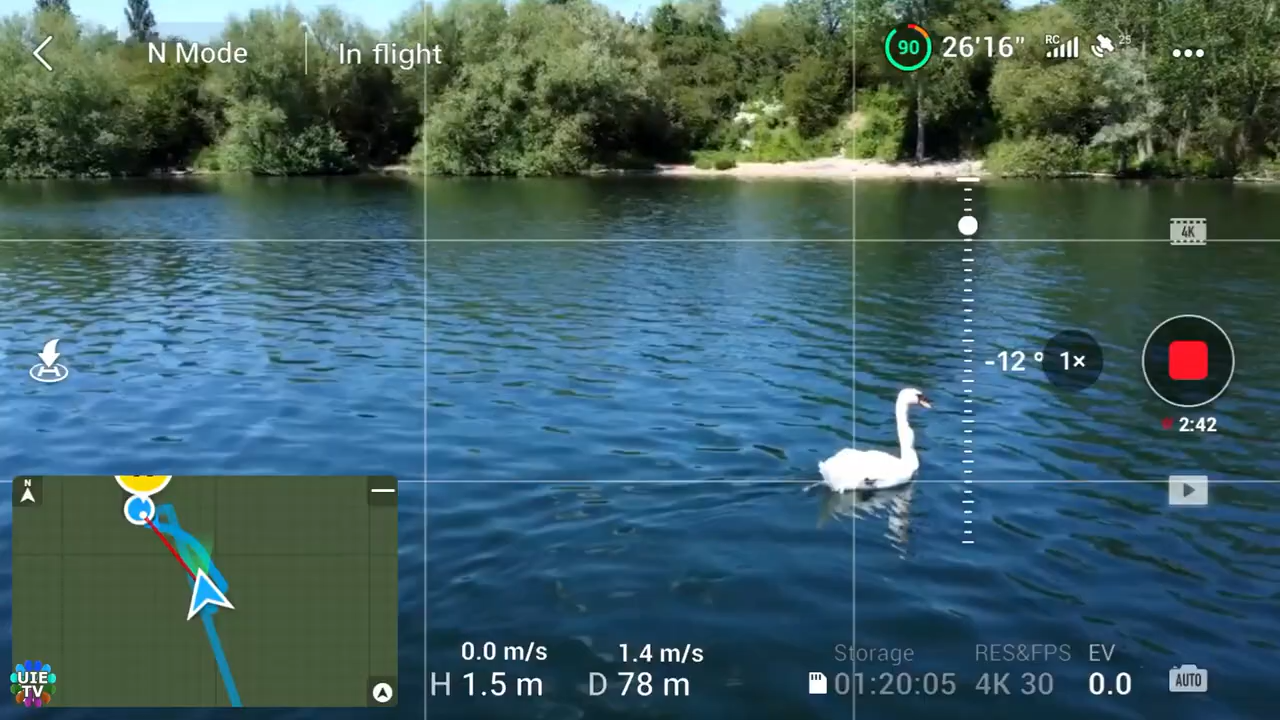 N Mode
In flight
90
26'16"
RC
25
4K
-12 °
1×
2:42
N
UIE
TV
0.0 m/s
1.4 m/s
H 1.5 m
D 78 m
Storage
01:20:05
RES&FPS
4K 30
EV
0.0
AUTO